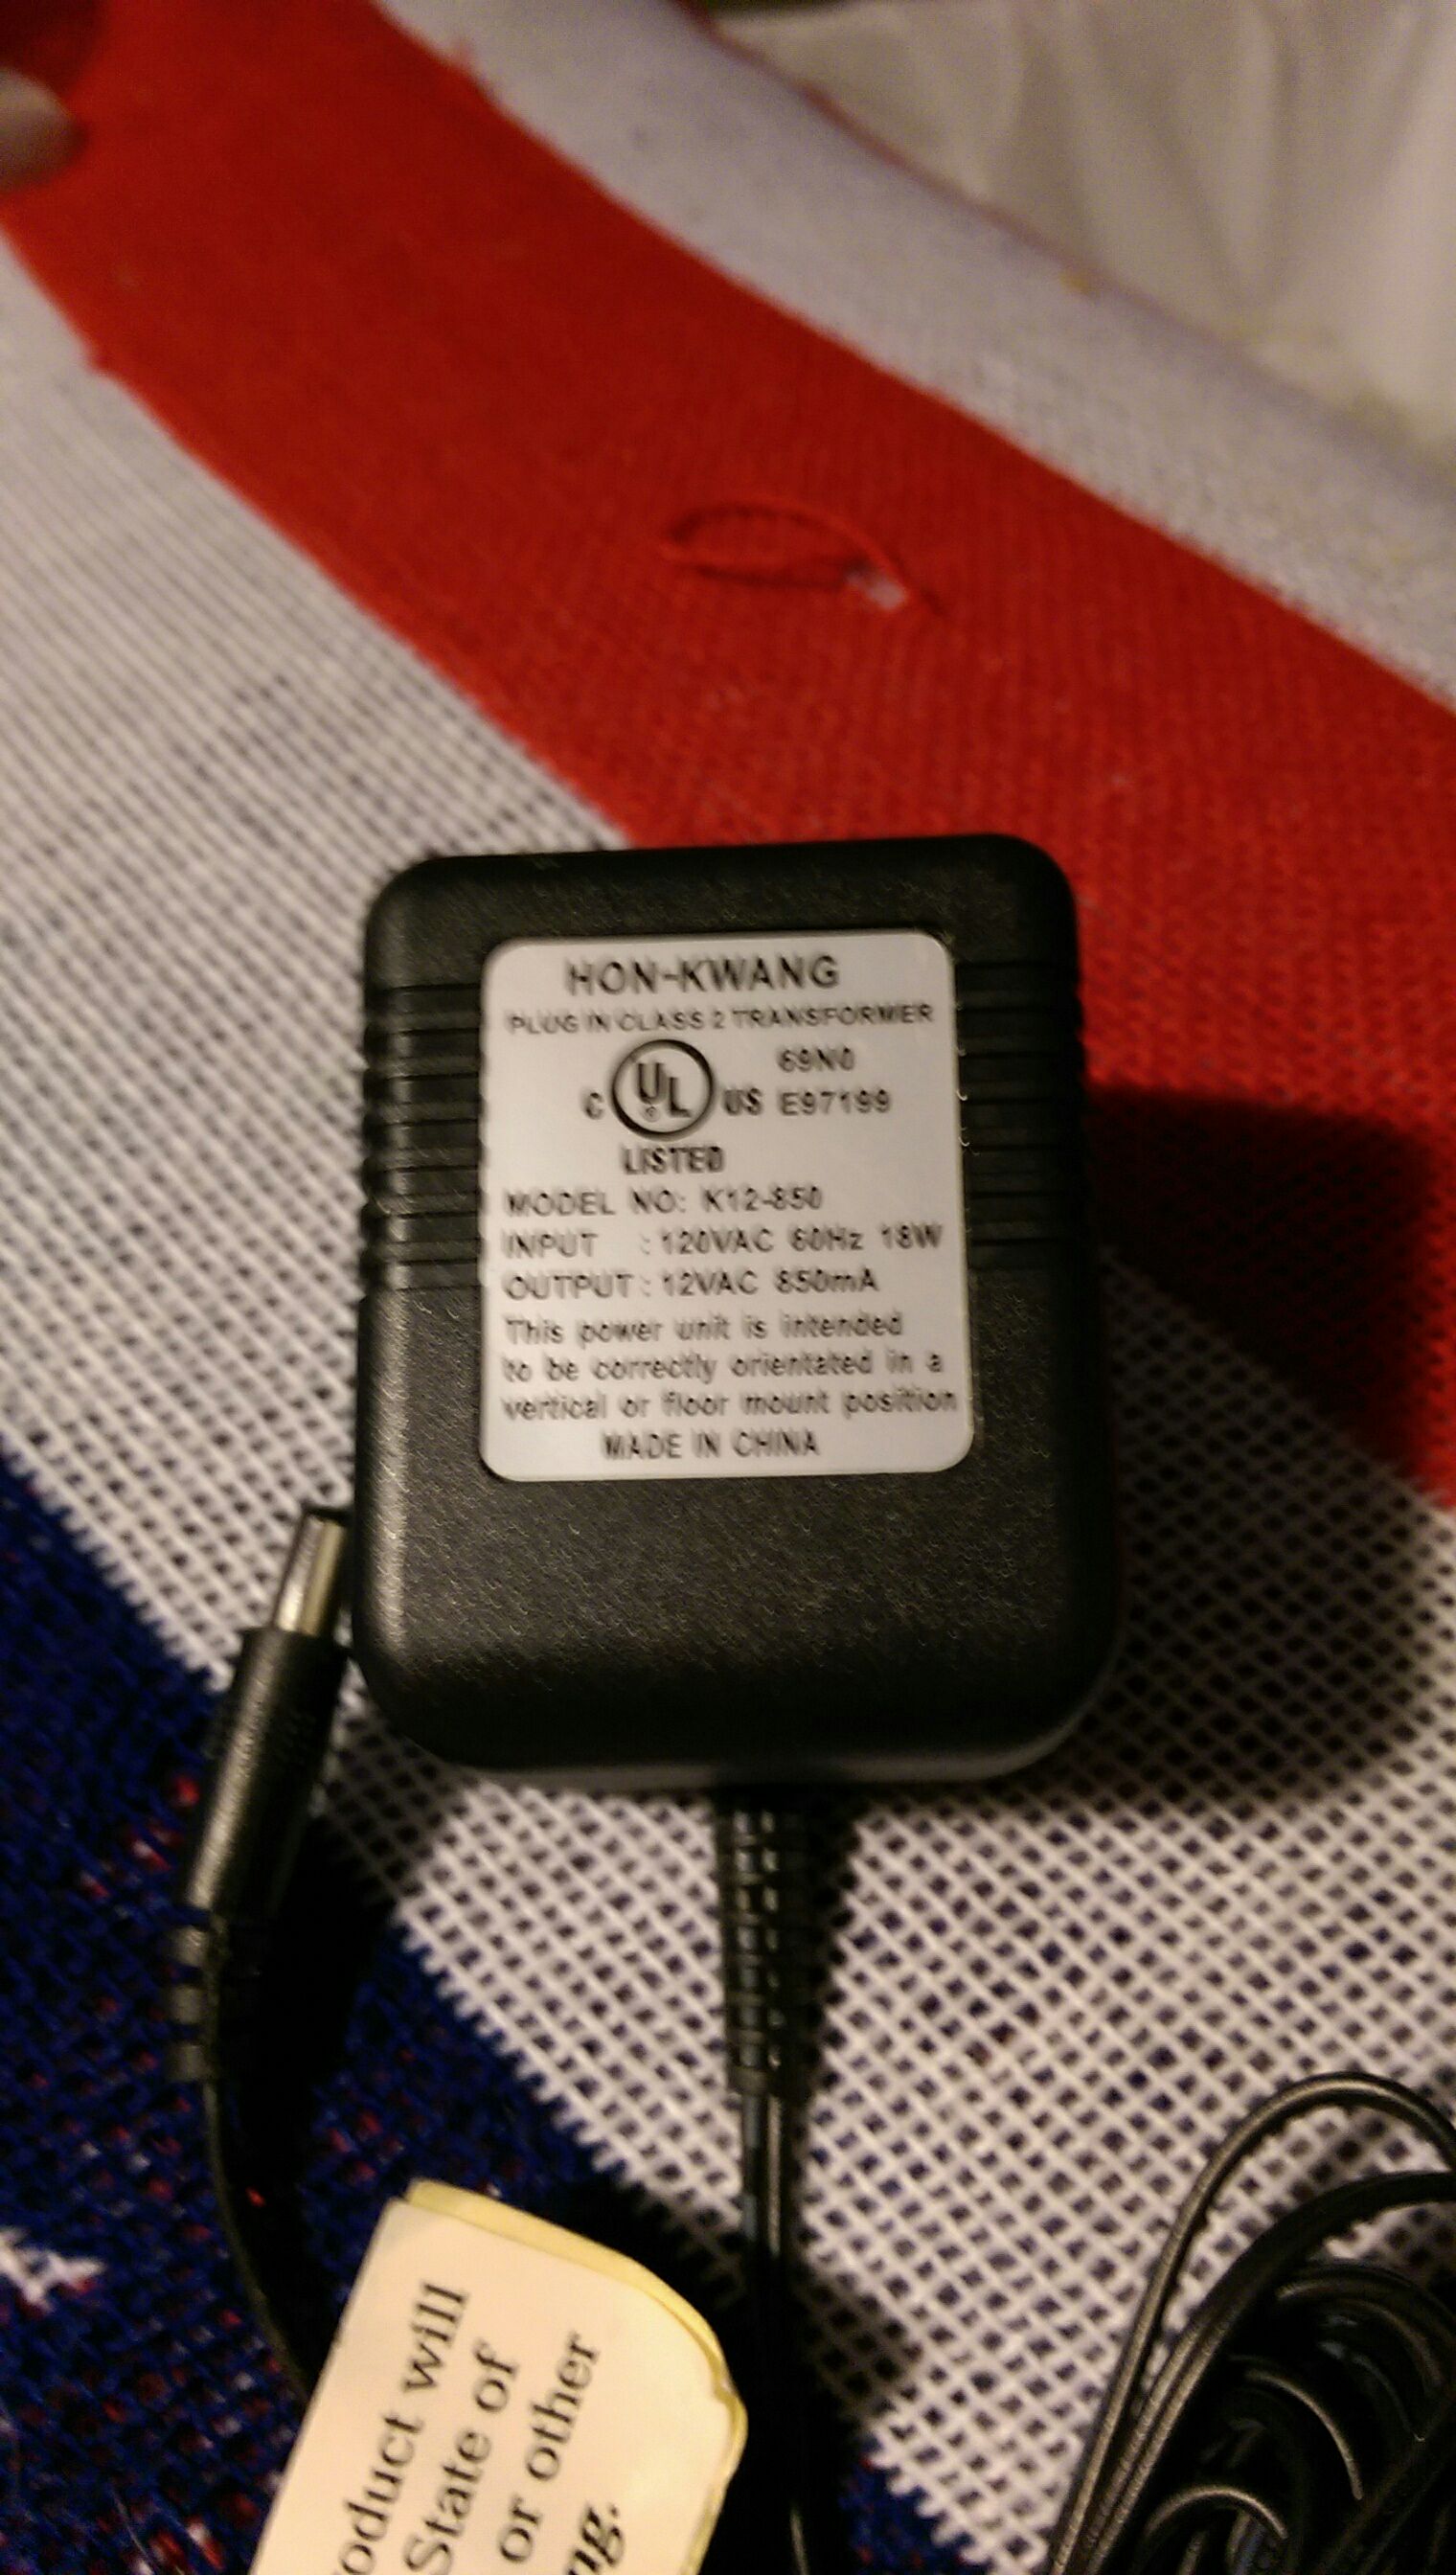 HON-KWANG
PLUG IN CLASS 2 TRANSFORMER
69N0
C UL US E97199
LISTED
MODEL NO: K12-850
INPUT : 120VAC 60Hz 18W
OUTPUT : 12VAC 850mA
This power unit is intended
to be correctly orientated in a
vertical or floor mount position
MADE IN CHINA
oduct will
State of
or other
ng.